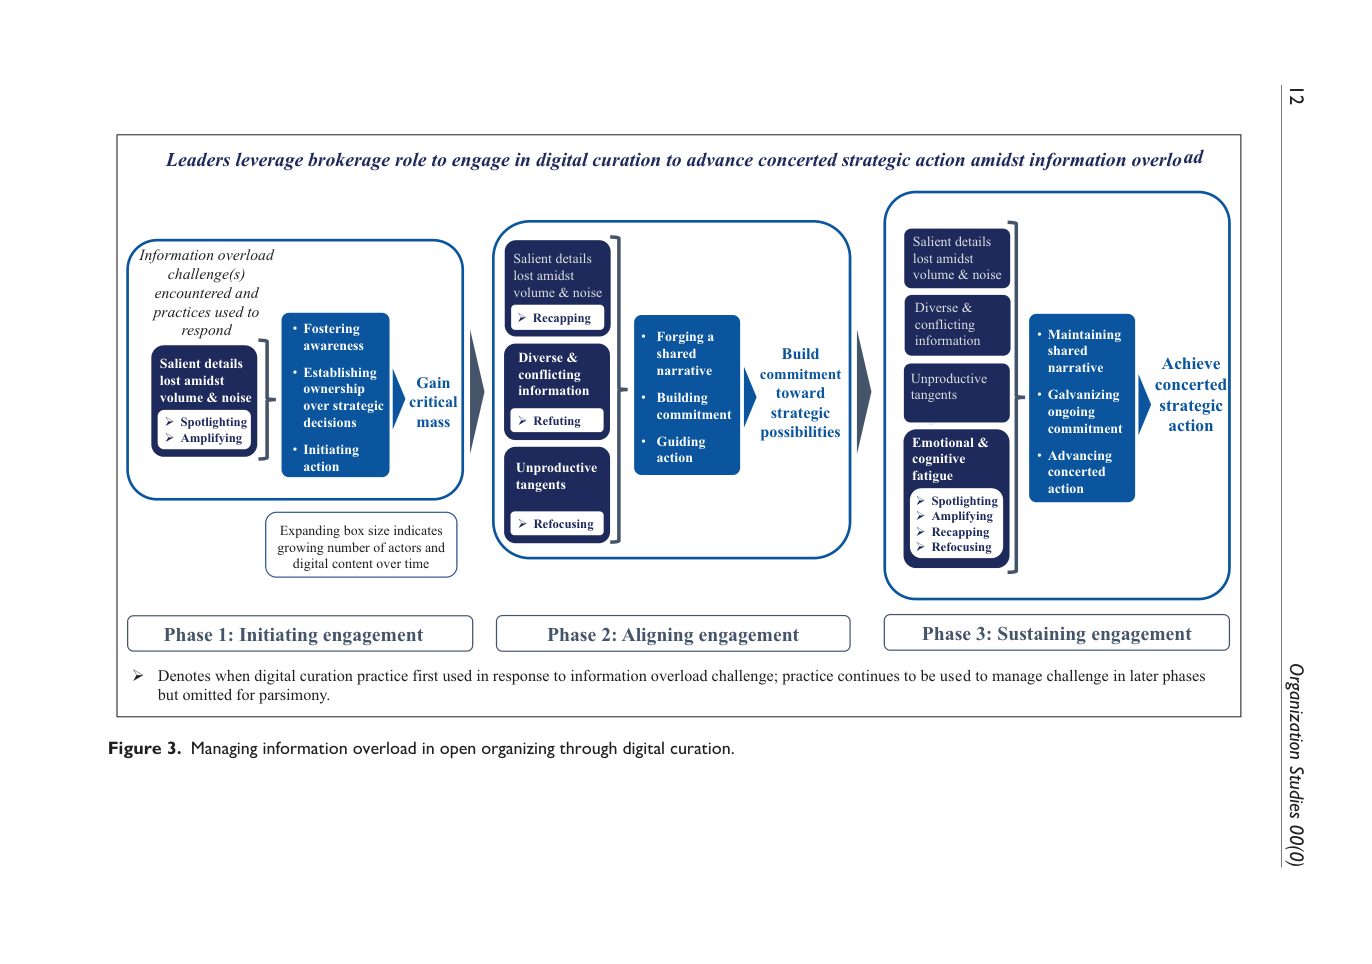 12
Organization Studies 00(0)
Leaders leverage brokerage role to engage in digital curation to advance concerted strategic action amidst information overload
Information overload
challenge(s)
encountered and
practices used to
respond
Salient details
lost amidst
volume & noise
➢ Spotlighting
➢ Amplifying
• Fostering
awareness
• Establishing
ownership
over strategic
decisions
• Initiating
action
Gain
critical
mass
Expanding box size indicates
growing number of actors and
digital content over time
Phase 1: Initiating engagement
Salient details
lost amidst
volume & noise
➢ Recapping
Diverse &
conflicting
information
➢ Refuting
Unproductive
tangents
➢ Refocusing
• Forging a
shared
narrative
• Building
commitment
• Guiding
action
Build
commitment
toward
strategic
possibilities
Phase 2: Aligning engagement
Salient details
lost amidst
volume & noise
Diverse &
conflicting
information
Unproductive
tangents
Emotional &
cognitive
fatigue
➢ Spotlighting
➢ Amplifying
➢ Recapping
➢ Refocusing
• Maintaining
shared
narrative
• Galvanizing
ongoing
commitment
• Advancing
concerted
action
Achieve
concerted
strategic
action
Phase 3: Sustaining engagement
➢ Denotes when digital curation practice first used in response to information overload challenge; practice continues to be used to manage challenge in later phases
but omitted for parsimony.
Figure 3. Managing information overload in open organizing through digital curation.